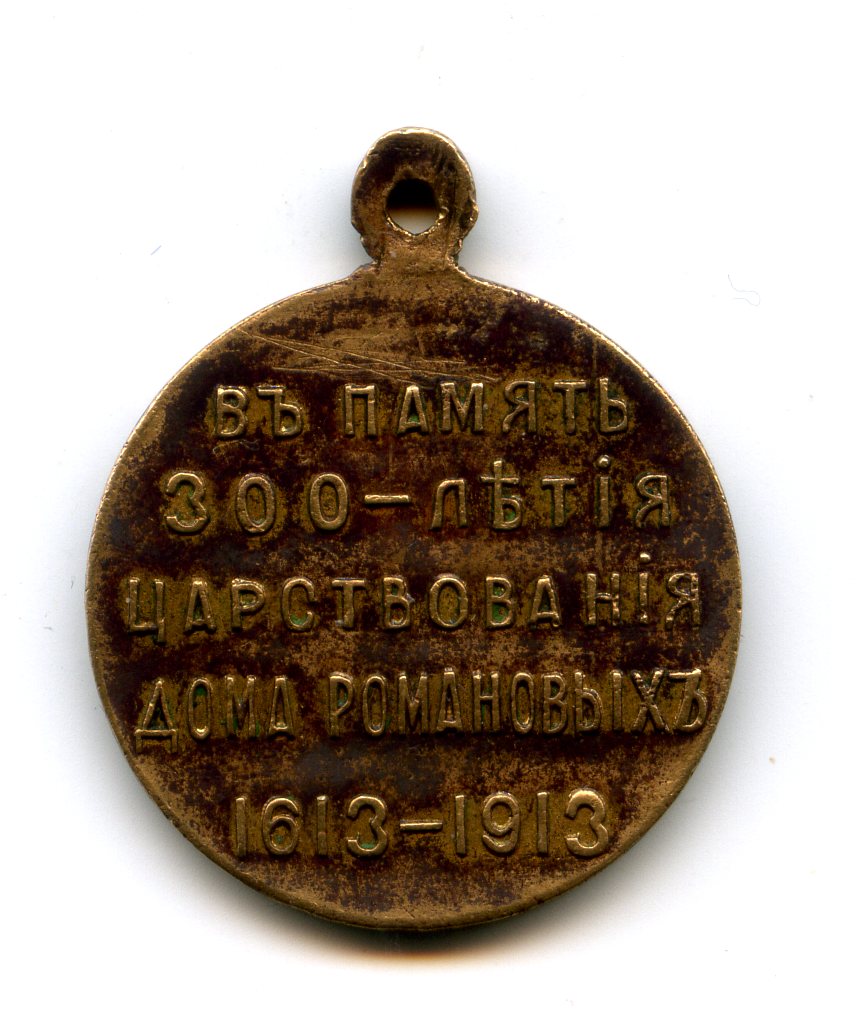 ВЪ ПАМЯТЬ
300-ЛѢТІЯ
ЦАРСТВОВАНІЯ
ДОМА РОМАНОВЫХЪ
1613-1913